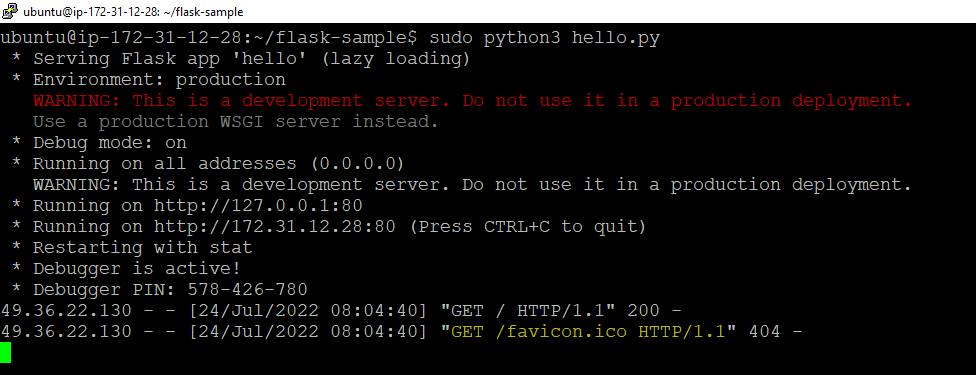 ubuntu@ip-172-31-12-28: ~/flask-sample
ubuntu@ip-172-31-12-28:~/flask-sample$ sudo python3 hello.py
 * Serving Flask app 'hello' (lazy loading)
 * Environment: production
   WARNING: This is a development server. Do not use it in a production deployment.
   Use a production WSGI server instead.
 * Debug mode: on
 * Running on all addresses (0.0.0.0)
   WARNING: This is a development server. Do not use it in a production deployment.
 * Running on http://127.0.0.1:80
 * Running on http://172.31.12.28:80 (Press CTRL+C to quit)
 * Restarting with stat
 * Debugger is active!
 * Debugger PIN: 578-426-780
49.36.22.130 - - [24/Jul/2022 08:04:40] "GET / HTTP/1.1" 200 -
49.36.22.130 - - [24/Jul/2022 08:04:40] "GET /favicon.ico HTTP/1.1" 404 -